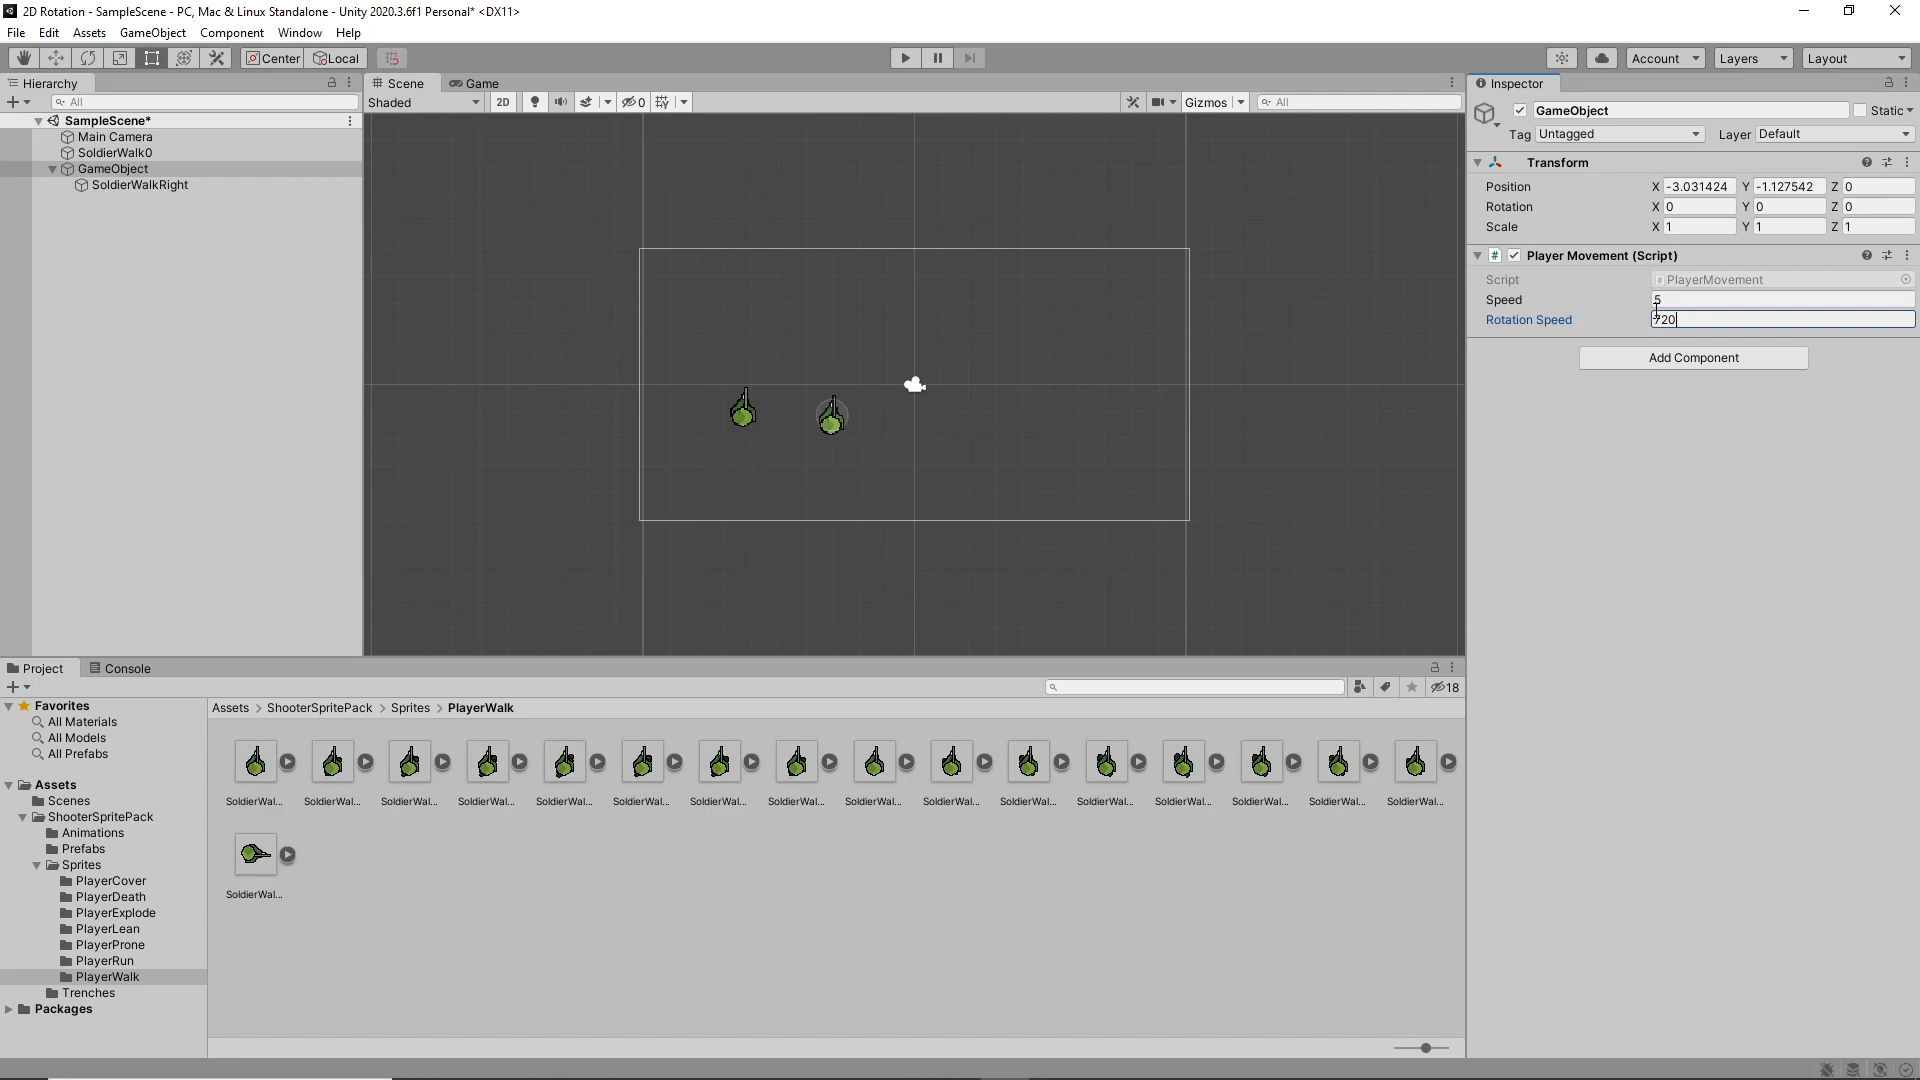 2D Rotation - SampleScene - PC, Mac & Linux Standalone - Unity 2020.3.6f1 Personal* <DX11>
File Edit Assets GameObject Component Window Help
Center Local Account Layers Layout
Hierarchy
All
SampleScene*
Main Camera
SoldierWalk0
GameObject
SoldierWalkRight
Scene Game
Shaded 2D 0 Gizmos All
Inspector
GameObject Static
Tag Untagged Layer Default
Transform
Position X -3.031424 Y -1.127542 Z 0
Rotation X 0 Y 0 Z 0
Scale X 1 Y 1 Z 1
# Player Movement (Script)
Script # PlayerMovement
Speed 5
Rotation Speed 720
Add Component
Project Console
18
Favorites
All Materials
All Models
All Prefabs
Assets
Scenes
ShooterSpritePack
Animations
Prefabs
Sprites
PlayerCover
PlayerDeath
PlayerExplode
PlayerLean
PlayerProne
PlayerRun
PlayerWalk
Trenches
Packages
Assets > ShooterSpritePack > Sprites > PlayerWalk
SoldierWal... SoldierWal... SoldierWal... SoldierWal... SoldierWal... SoldierWal... SoldierWal... SoldierWal... SoldierWal... SoldierWal... SoldierWal... SoldierWal... SoldierWal... SoldierWal... SoldierWal... SoldierWal...
SoldierWal...